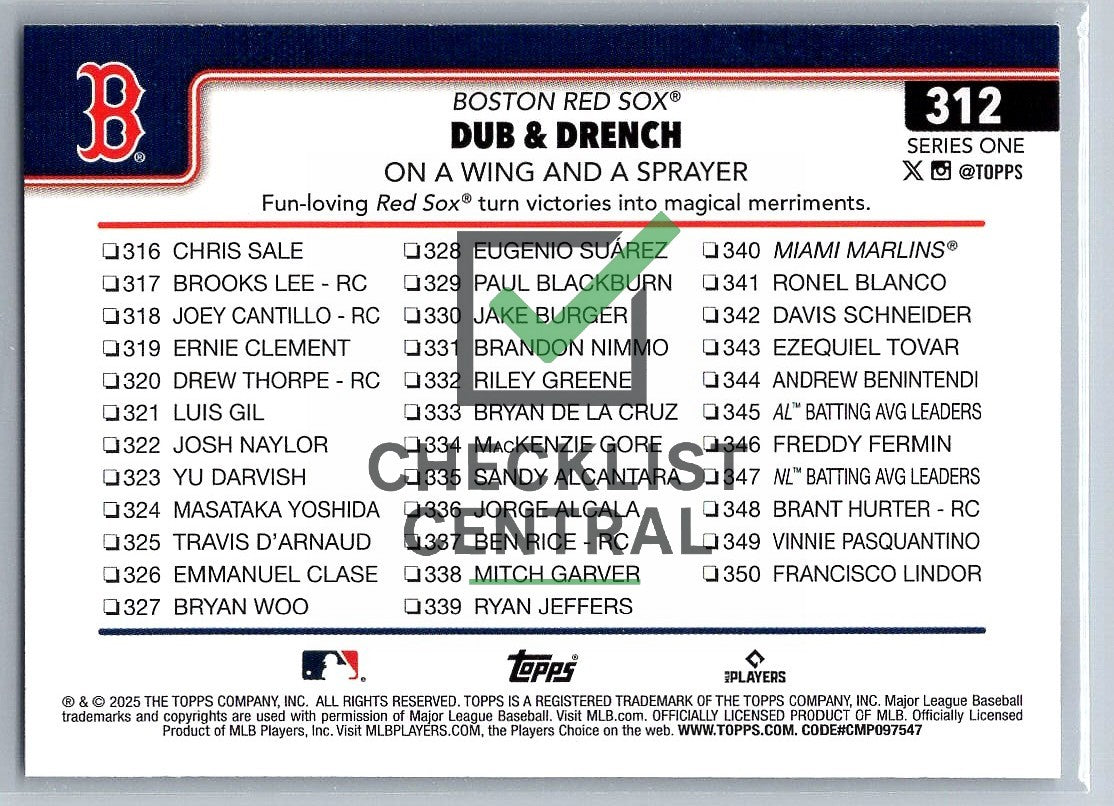 B®
BOSTON RED SOX®
DUB & DRENCH
ON A WING AND A SPRAYER
Fun-loving Red Sox® turn victories into magical merriments.
312
SERIES ONE
@TOPPS
❏316 CHRIS SALE
❏317 BROOKS LEE - RC
❏318 JOEY CANTILLO - RC
❏319 ERNIE CLEMENT
❏320 DREW THORPE - RC
❏321 LUIS GIL
❏322 JOSH NAYLOR
❏323 YU DARVISH
❏324 MASATAKA YOSHIDA
❏325 TRAVIS D'ARNAUD
❏326 EMMANUEL CLASE
❏327 BRYAN WOO
❏328 EUGENIO SUÁREZ
❏329 PAUL BLACKBURN
❏330 JAKE BURGER
❏331 BRANDON NIMMO
❏332 RILEY GREENE
❏333 BRYAN DE LA CRUZ
❏334 MacKENZIE GORE
❏335 SANDY ALCANTARA
❏336 JORGE ALCALA
❏337 BEN RICE - RC
❏338 MITCH GARVER
❏339 RYAN JEFFERS
❏340 MIAMI MARLINS®
❏341 RONEL BLANCO
❏342 DAVIS SCHNEIDER
❏343 EZEQUIEL TOVAR
❏344 ANDREW BENINTENDI
❏345 AL™ BATTING AVG LEADERS
❏346 FREDDY FERMIN
❏347 NL™ BATTING AVG LEADERS
❏348 BRANT HURTER - RC
❏349 VINNIE PASQUANTINO
❏350 FRANCISCO LINDOR
CHECKLIST
CENTRAL
topps®
MLB PLAYERS
® & © 2025 THE TOPPS COMPANY, INC. ALL RIGHTS RESERVED. TOPPS IS A REGISTERED TRADEMARK OF THE TOPPS COMPANY, INC. Major League Baseball
trademarks and copyrights are used with permission of Major League Baseball. Visit MLB.com. OFFICIALLY LICENSED PRODUCT OF MLB. Officially Licensed
Product of MLB Players, Inc. Visit MLBPLAYERS.COM, the Players Choice on the web. WWW.TOPPS.COM. CODE#CMP097547